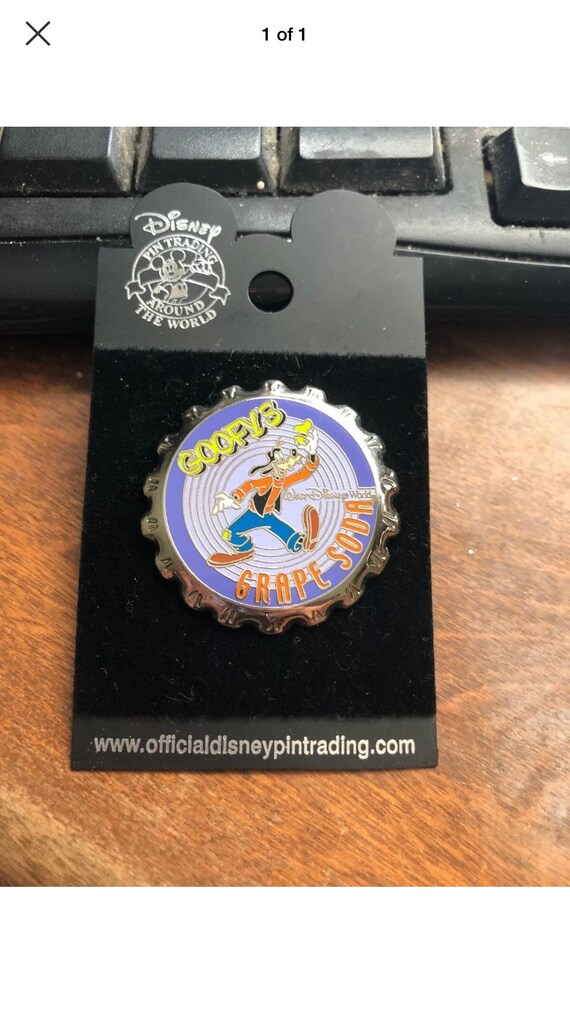 1 of 1
Disney
PIN TRADING
AROUND
THE WORLD
GOOFY'S
Walt Disney World
GRAPE SODA
www.officialdisneypintrading.com